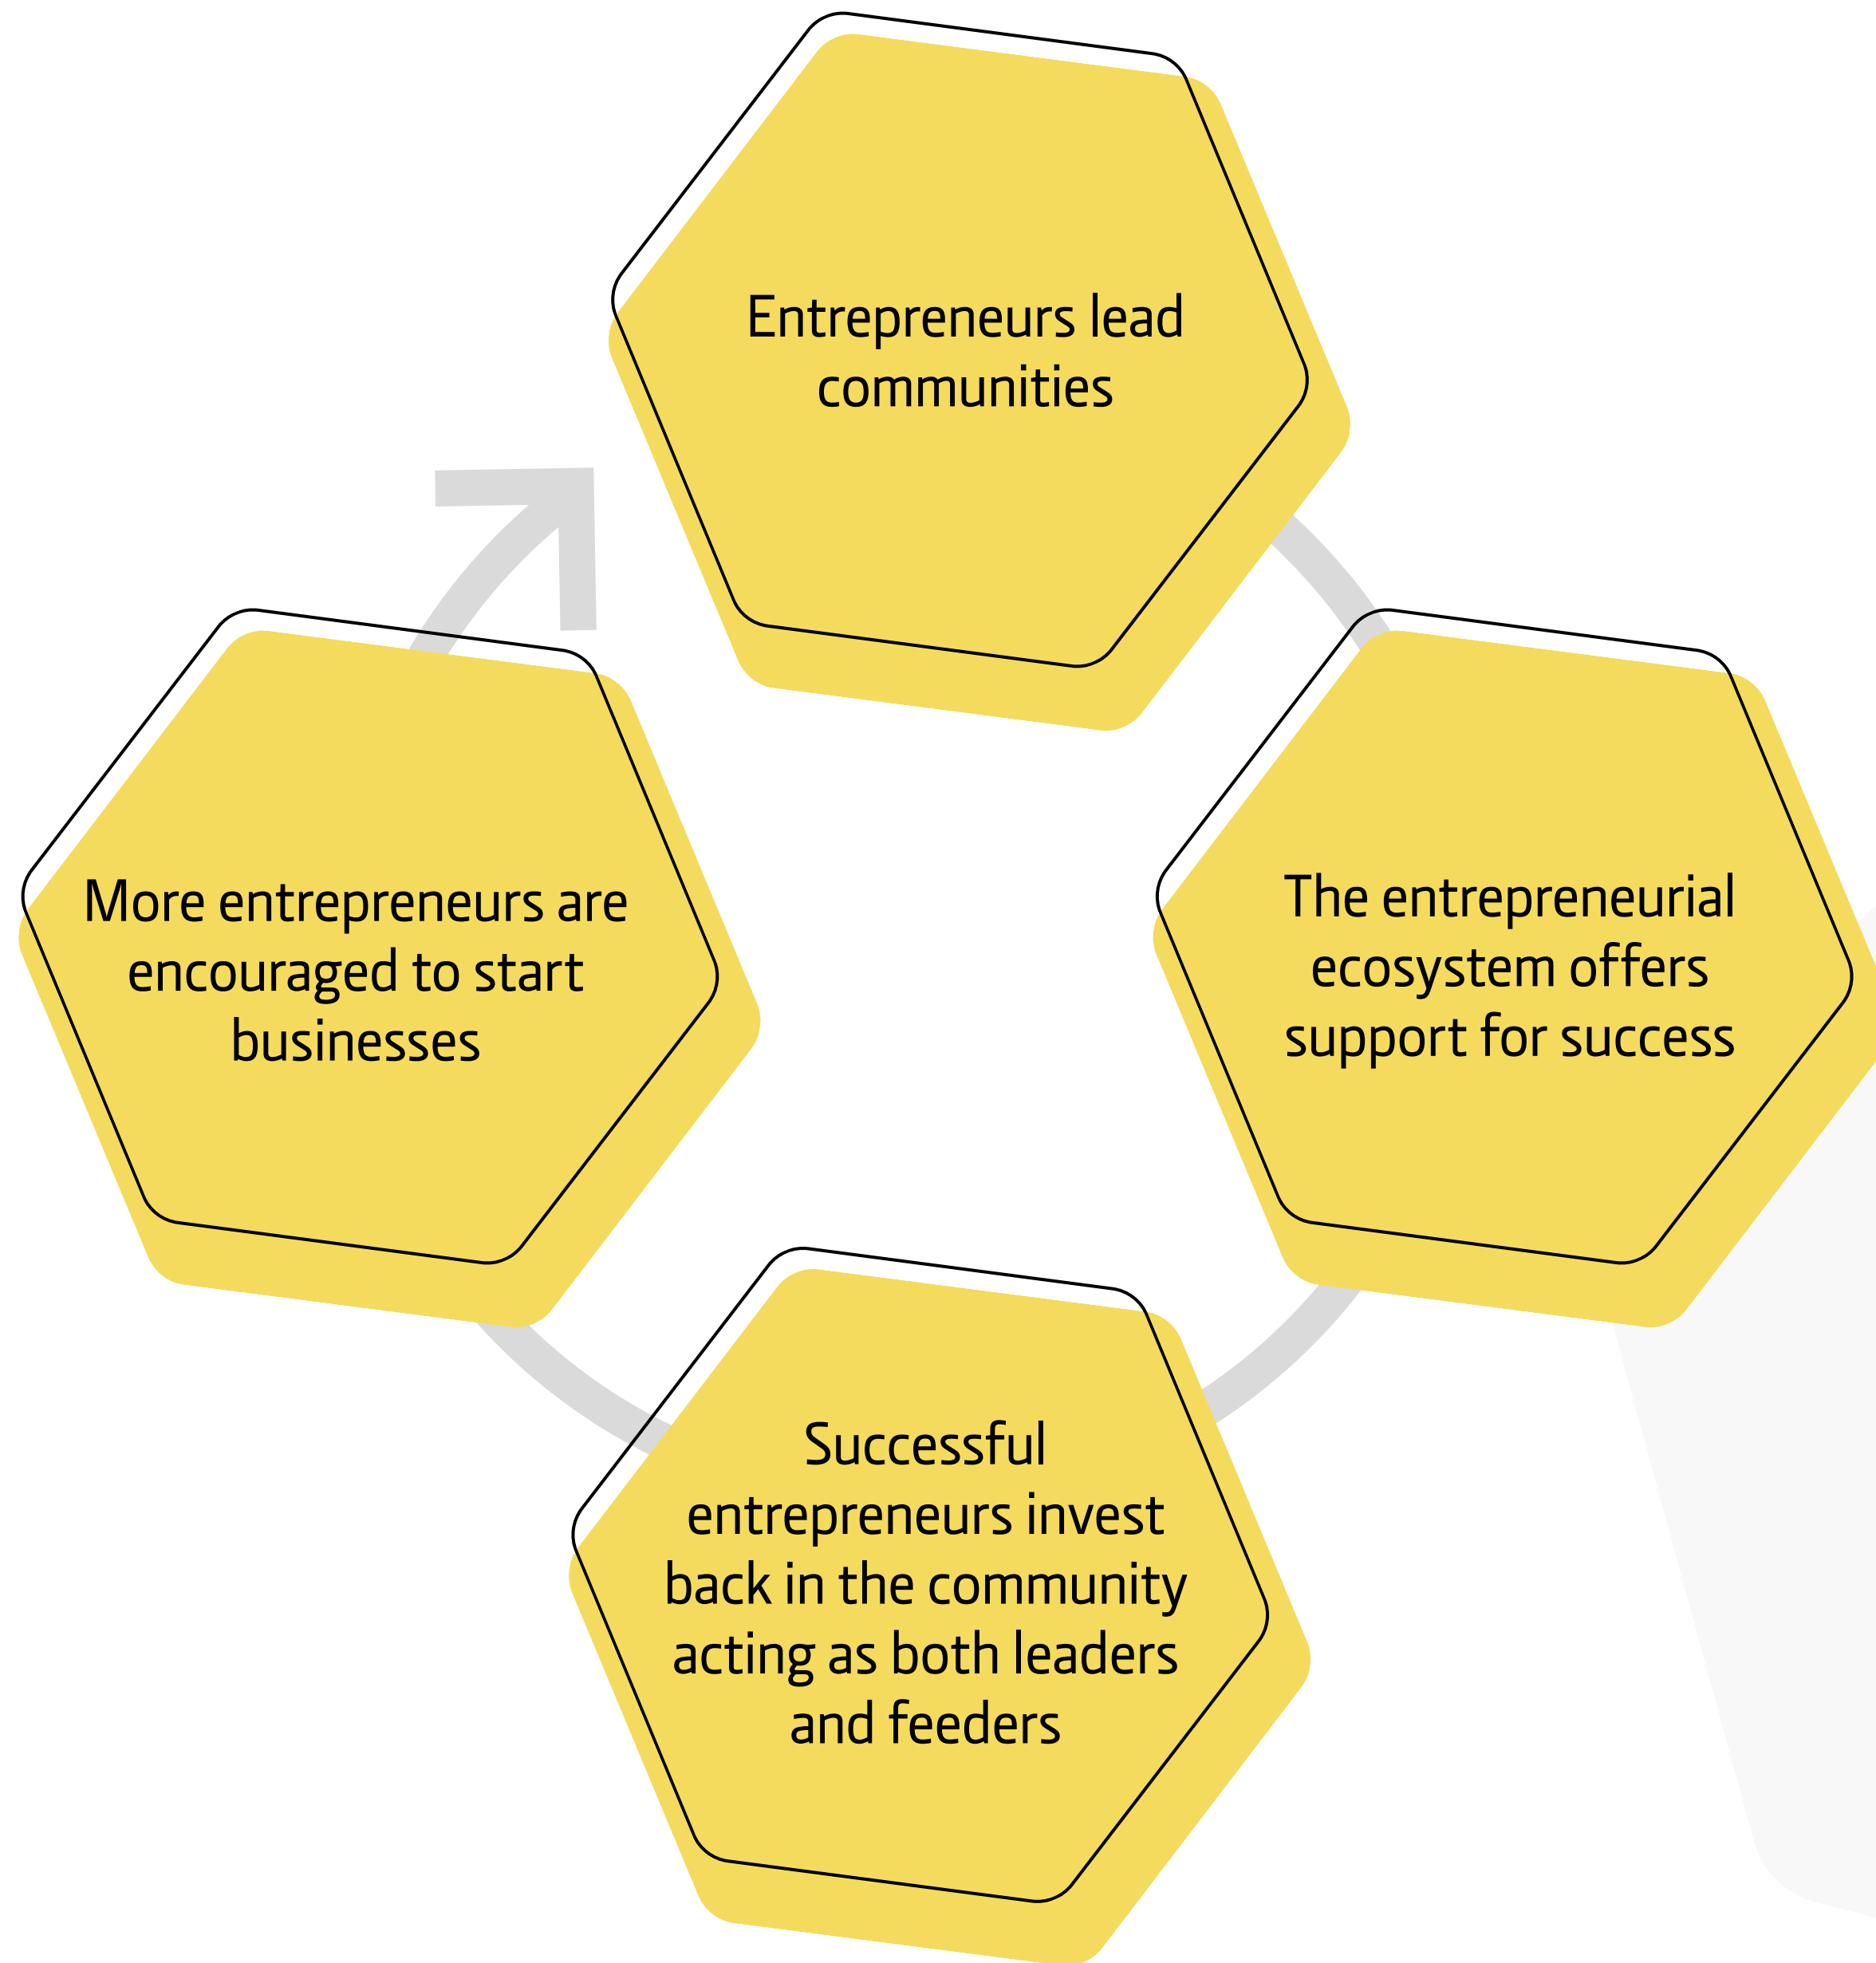 Entrepreneurs lead
communities
The entrepreneurial
ecosystem offers
support for success
Successful
entrepreneurs invest
back in the community
acting as both leaders
and feeders
More entrepreneurs are
encouraged to start
businesses